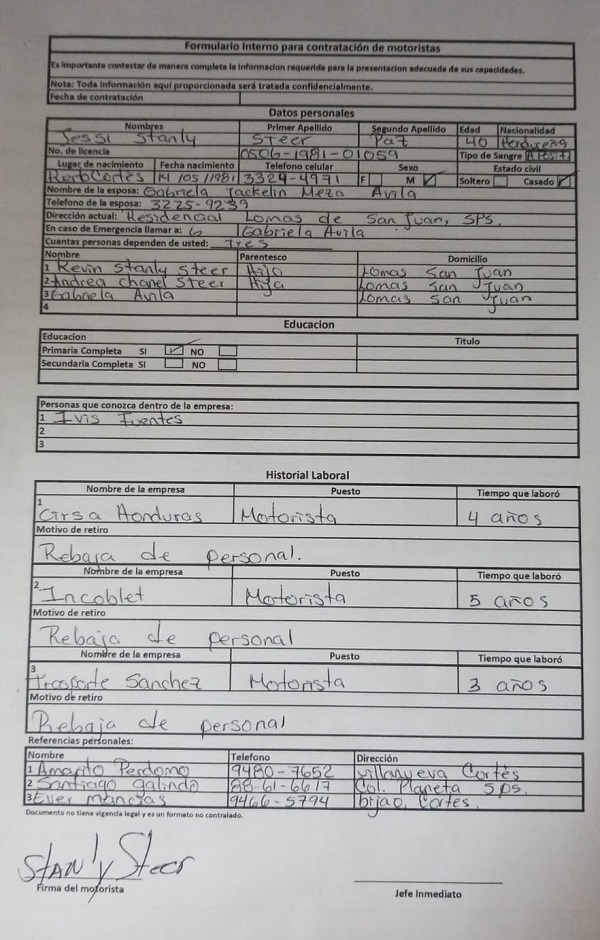 Formulario Interno para contratación de motoristas
Es importante contestar de manera completa la informacion requerida para la presentacion adecuada de sus capacidades.
Nota: Toda información aquí proporcionada será tratada confidencialmente.
Fecha de contratación
Datos personales
Nombres Primer Apellido Segundo Apellido Edad Nacionalidad
Jessi Stanly Steer Paz 40 Hondureña
No. de licencia 0506-1981-01059 Tipo de Sangre
Lugar de nacimiento Fecha nacimiento Telefono celular Sexo Estado civil
Cortes 14/05/1981 3324-4971 F M Soltero Casado
Nombre de la esposa: Gabriela Jackelin Meza Avila
Telefono de la esposa: 3225-9239
Dirección actual: Residencial Lomas de San Juan, SPS.
En caso de Emergencia llamar a: Gabriela Avila
Cuantas personas dependen de usted: Tres
Nombre Parentesco Domicilio
1 Kevin Stanly Steer Hijo Lomas San Juan
2 Andrea chanel Steer Hija Lomas San Juan
3 Gabriela Avila Lomas San Juan
4
Educacion
Educacion Titulo
Primaria Completa SI NO
Secundaria Completa SI NO
Personas que conozca dentro de la empresa:
1 Ivis Fuentes
2
3
Historial Laboral
Nombre de la empresa Puesto Tiempo que laboró
1 Girsa Honduras Motorista 4 años
Motivo de retiro
Rebaja de personal.
Nombre de la empresa Puesto Tiempo que laboró
2. Incoblet Motorista 5 años
Motivo de retiro
Rebaja de personal
Nombre de la empresa Puesto Tiempo que laboró
3 Trasporte Sanchez Motorista 3 años
Motivo de retiro
Rebaja de personal
Referencias personales:
Nombre Telefono Dirección
1 Amarito Perdomo 9480-7652 villanueva Cortés
2 Santiago galindo 88-61-6617 Col. Planeta SPS.
3 Ever mancias 9466-5794 bijao, Cortes.
Documento no tiene vigencia legal y es un formato no controlado.
Stanly Steer
Firma del motorista
Jefe Inmediato